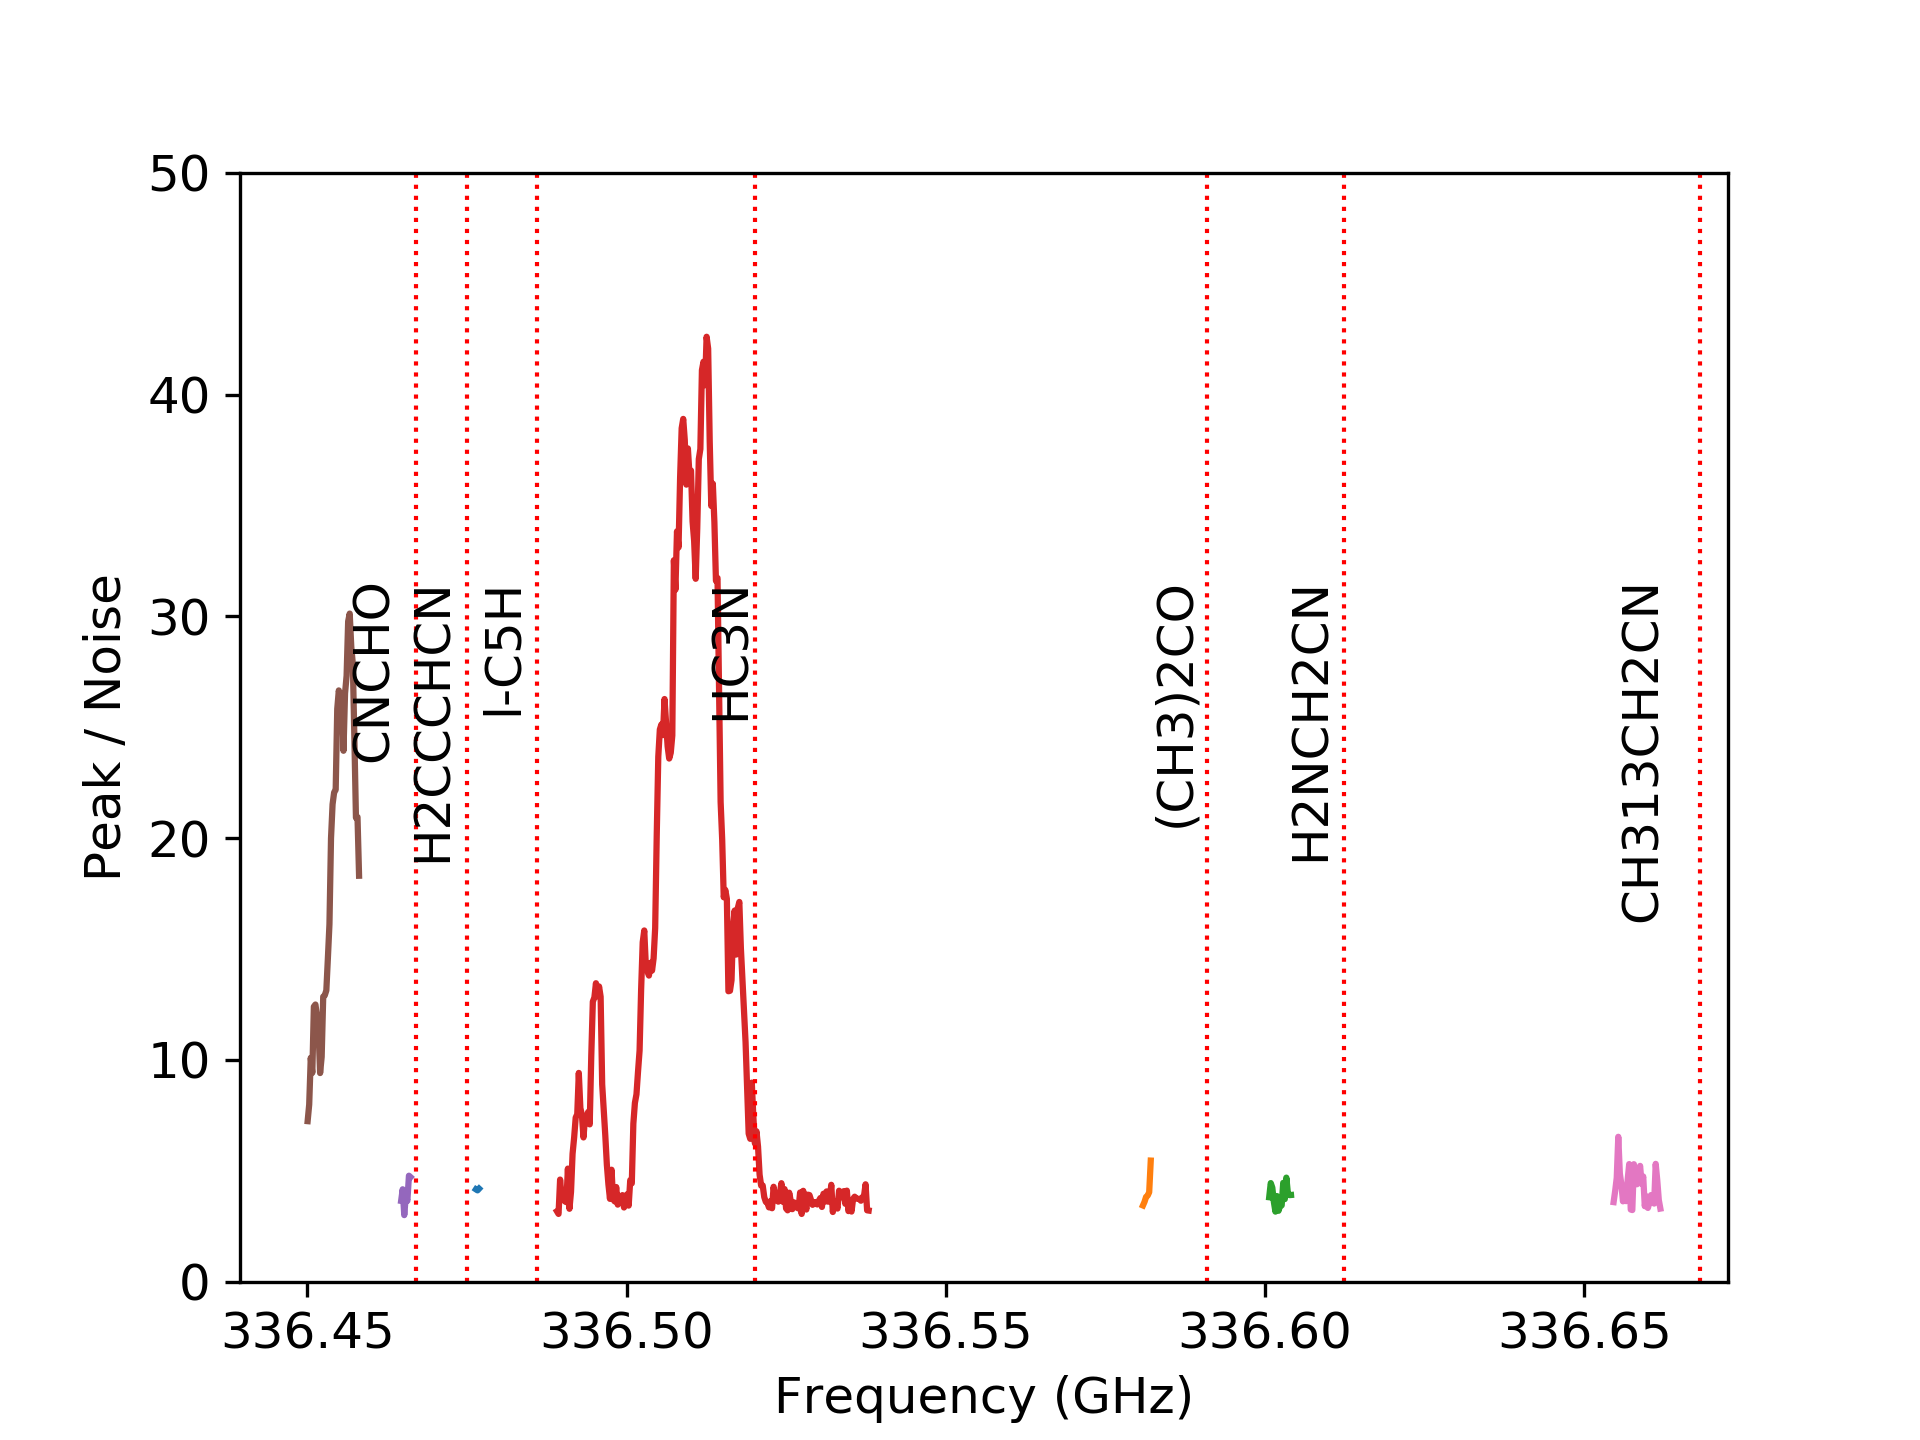 50
40
30
20
10
0
Peak / Noise
CNCHO
H2CCCCHCN
l-C5H
HC3N
(CH3)2CO
H2NCH2CN
CH313CH2CN
336.45
336.50
336.55
336.60
336.65
Frequency (GHz)